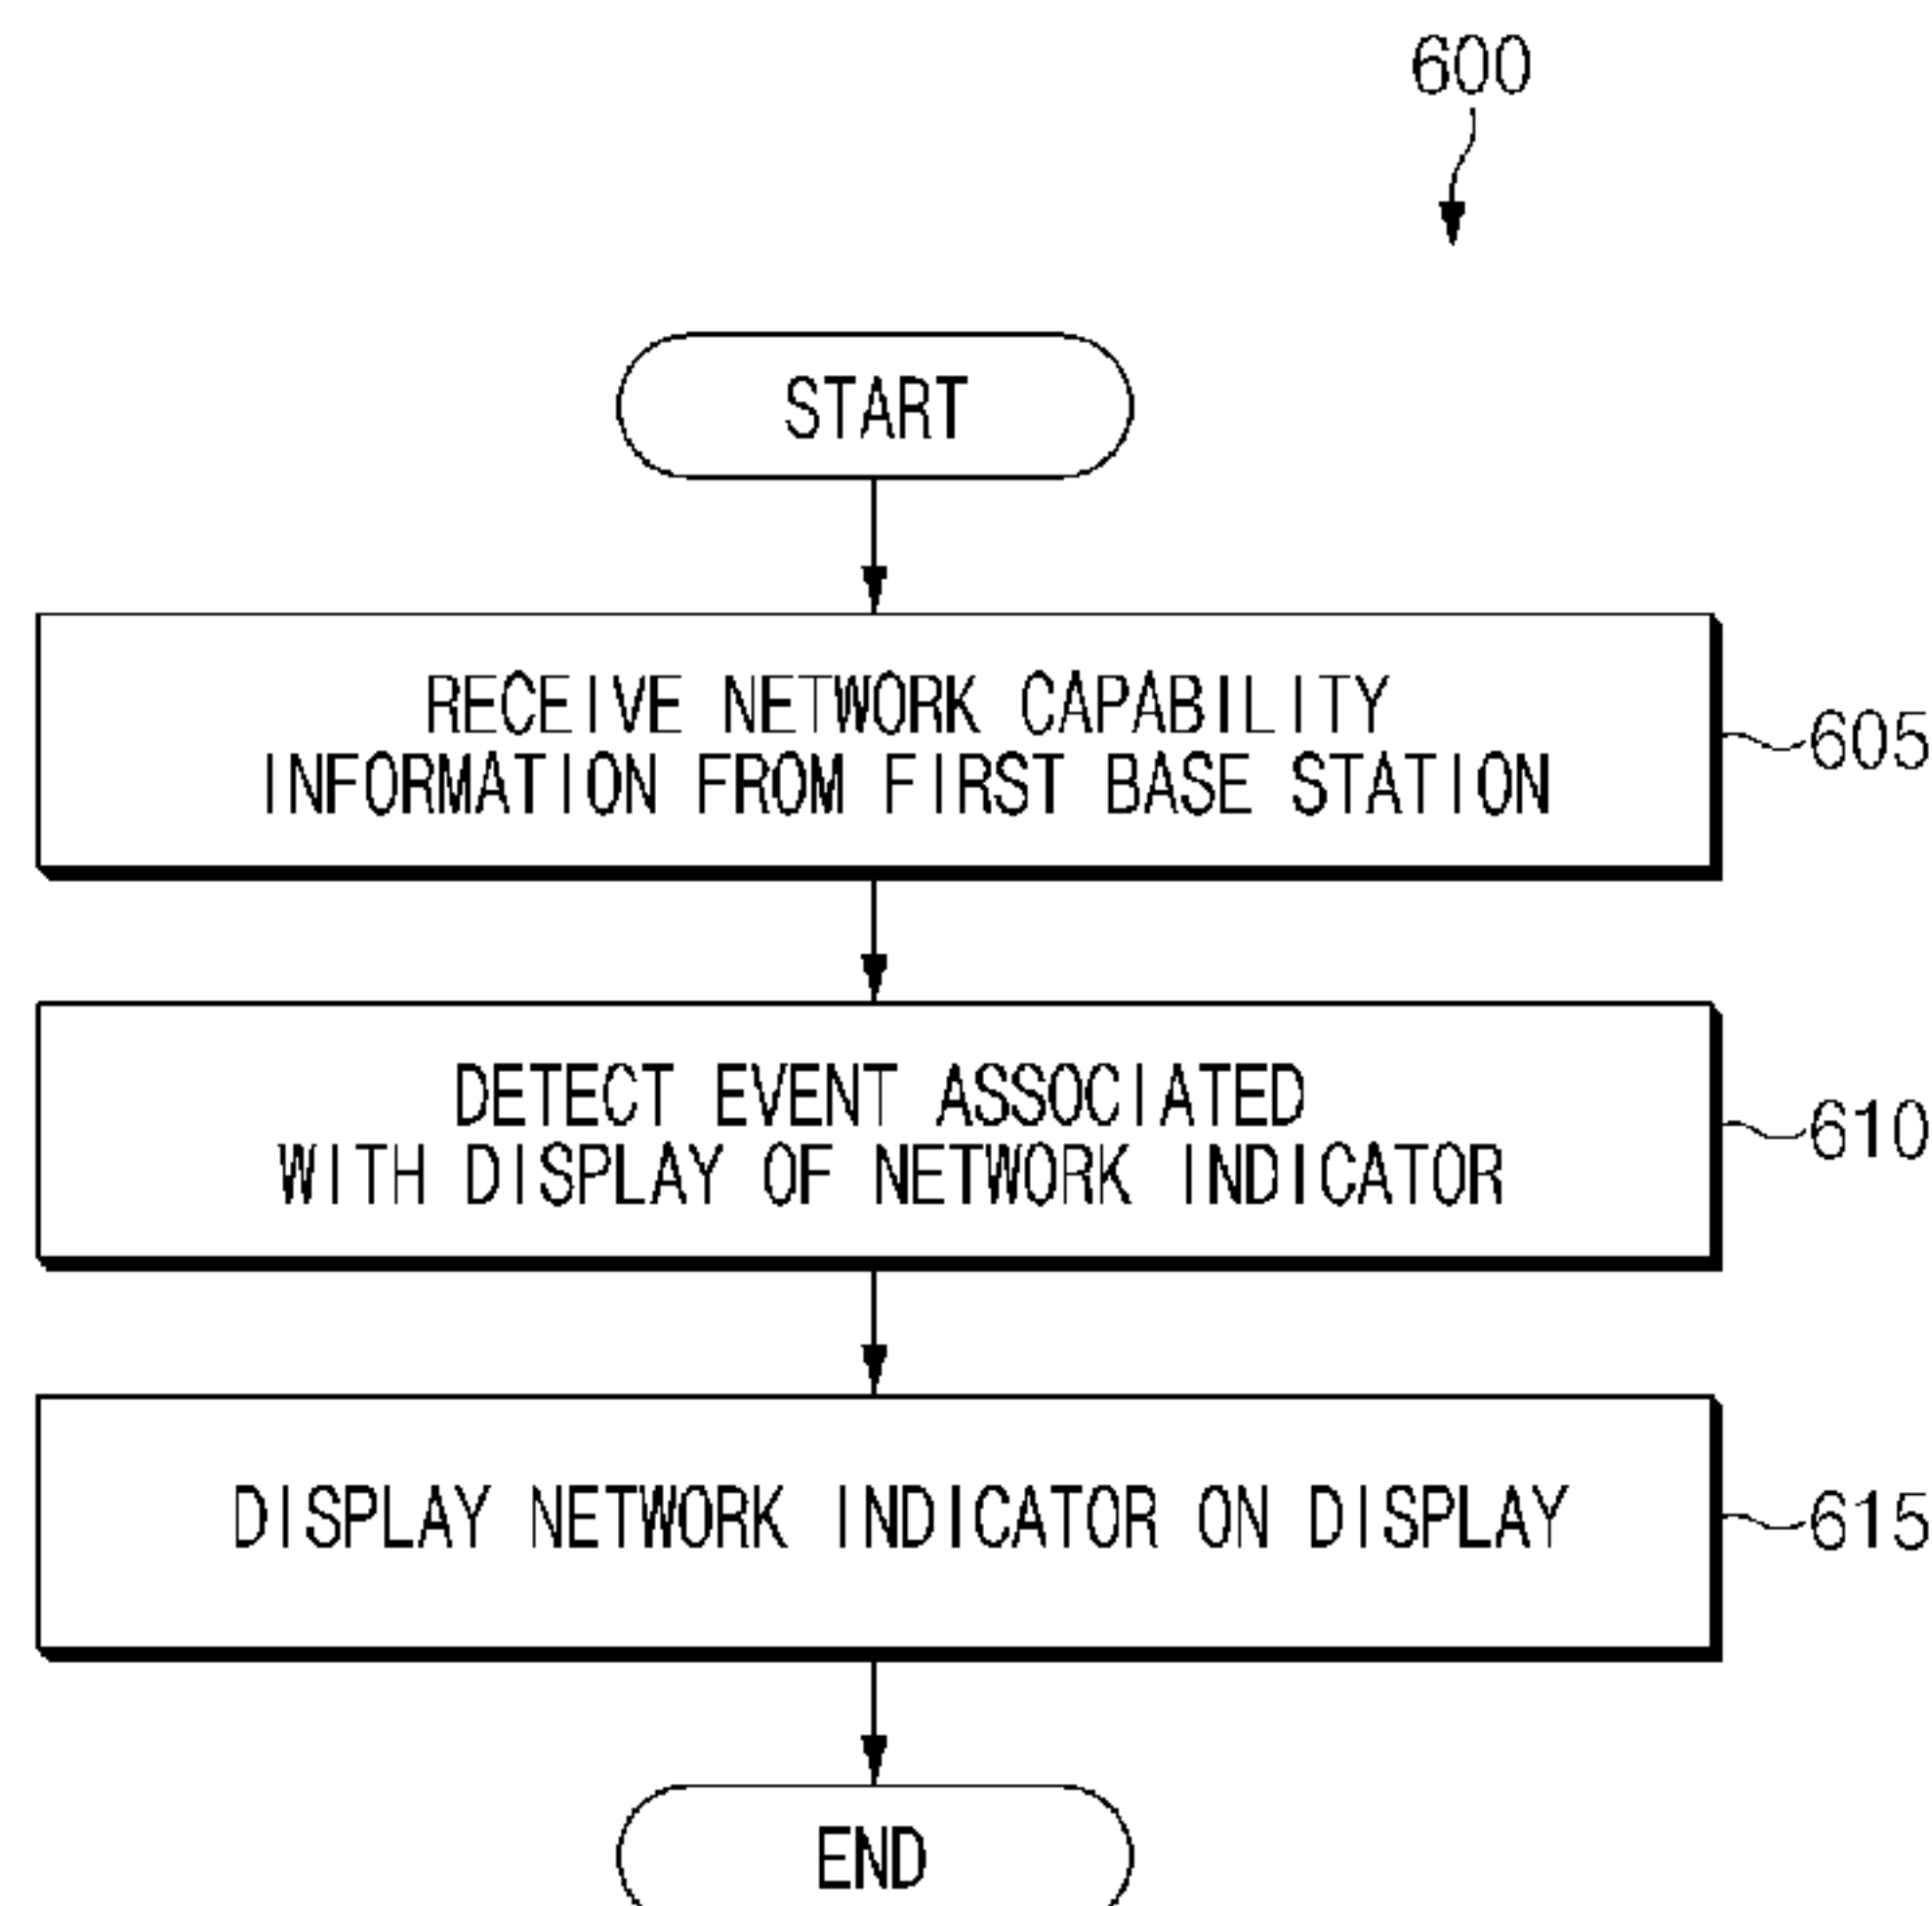 600
START
RECEIVE NETWORK CAPABILITY
INFORMATION FROM FIRST BASE STATION
605
DETECT EVENT ASSOCIATED
WITH DISPLAY OF NETWORK INDICATOR
610
DISPLAY NETWORK INDICATOR ON DISPLAY
615
END